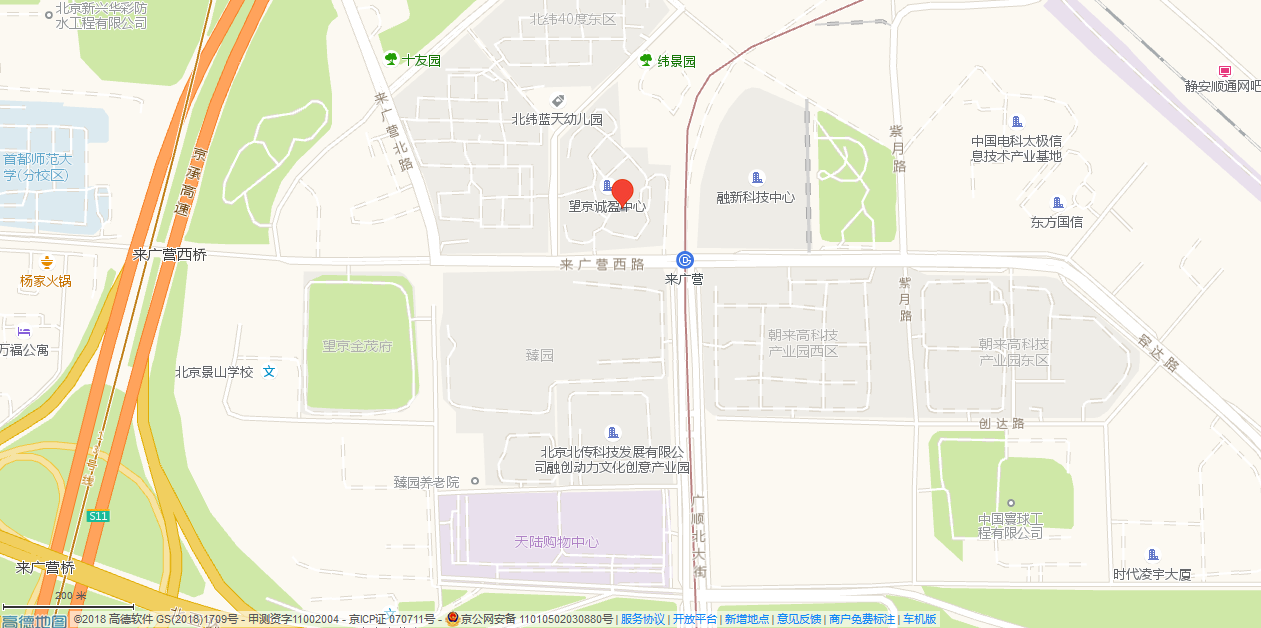 北京新兴华彩防
水工程有限公司
北纬40度东区
十友园
纬景园
静安顺通网吧
来广营北路
北纬蓝天幼儿园
紫月路
中国电科太极信
息技术产业基地
首都师范大
学(分校区)
京承高速
望京诚盈中心
融新科技中心
东方国信
来广营西桥
来广营西路
来广营
杨家火锅
紫月路
万福公寓
望京金茂府
臻园
朝来高科技
产业园西区
朝来高科技
产业园东区
容达路
北京景山学校
创达路
13号线
北京北传科技发展有限公
司融创动力文化创意产业园
臻园养老院
S11
广顺北大街
中国寰球工
程有限公司
天陆购物中心
来广营桥
时代凌宇大厦
200 米
高德地图
©2018 高德软件 GS(2018)1709号 - 甲测资字11002004 - 京ICP证 070711号 - 京公网安备 11010502030880号 - 服务协议 | 开放平台 | 新增地点 | 意见反馈 | 商户免费标注 | 车机版